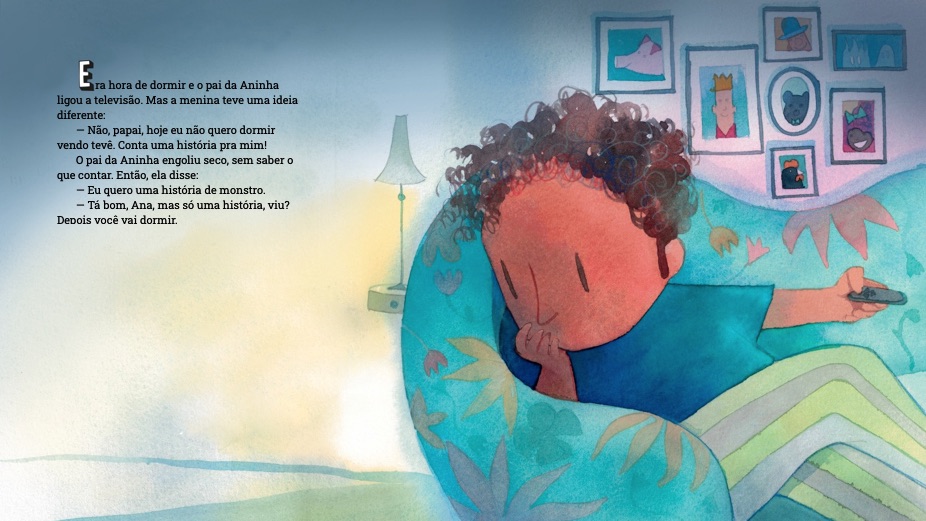 Era hora de dormir e o pai da Aninha
ligou a televisão. Mas a menina teve uma ideia
diferente:
— Não, papai, hoje eu não quero dormir
vendo tevê. Conta uma história pra mim!
O pai da Aninha engoliu seco, sem saber o
que contar. Então, ela disse:
— Eu quero uma história de monstro.
— Tá bom, Ana, mas só uma história, viu?
Depois você vai dormir.